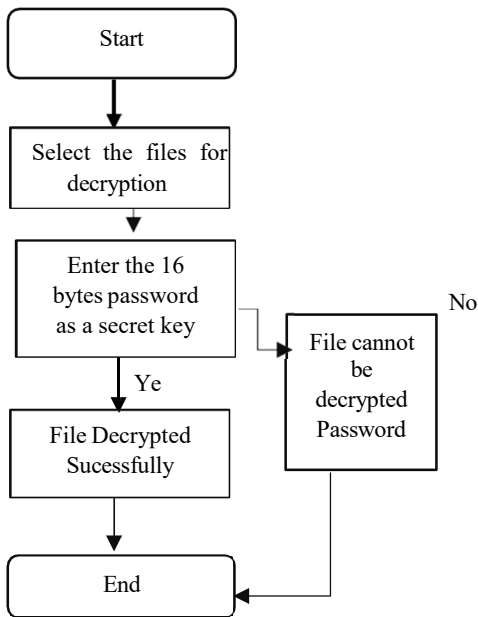 Start
Select the files for
decryption
Enter the 16
bytes password
as a secret key
No
File cannot
be
decrypted
Password
Ye
File Decrypted
Sucessfully
End